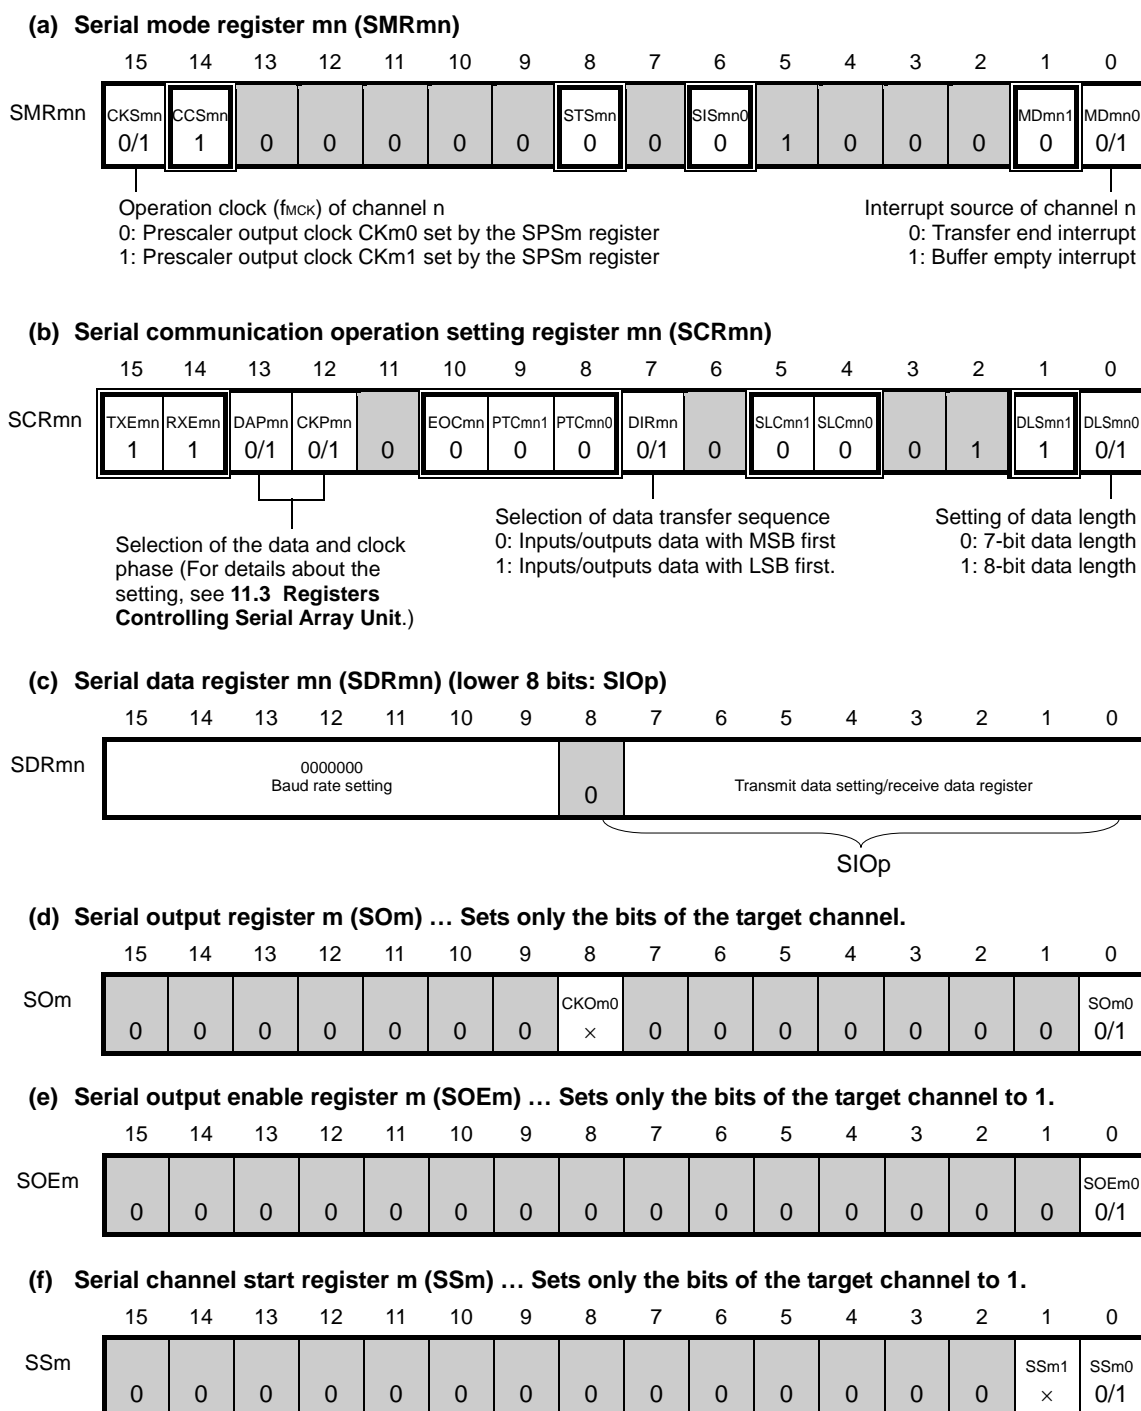 (a) Serial mode register mn (SMRmn)
15 14 13 12 11 10 9 8 7 6 5 4 3 2 1 0
SMRmn CKSmn CCSmn STSmn SISmn0 MDmn1 MDmn0
0/1 1 0 0 0 0 0 0 0 0 1 0 0 0 0 0/1
Operation clock (fMCK) of channel n
0: Prescaler output clock CKm0 set by the SPSm register
1: Prescaler output clock CKm1 set by the SPSm register
Interrupt source of channel n
0: Transfer end interrupt
1: Buffer empty interrupt
(b) Serial communication operation setting register mn (SCRmn)
15 14 13 12 11 10 9 8 7 6 5 4 3 2 1 0
SCRmn TXEmn RXEmn DAPmn CKPmn EOCmn PTCmn1 PTCmn0 DIRmn SLCmn1 SLCmn0 DLSmn1 DLSmn0
1 1 0/1 0/1 0 0 0 0 0/1 0 0 0 0 1 1 0/1
Selection of the data and clock
phase (For details about the
setting, see 11.3 Registers
Controlling Serial Array Unit.)
Selection of data transfer sequence
0: Inputs/outputs data with MSB first
1: Inputs/outputs data with LSB first.
Setting of data length
0: 7-bit data length
1: 8-bit data length
(c) Serial data register mn (SDRmn) (lower 8 bits: SIOp)
15 14 13 12 11 10 9 8 7 6 5 4 3 2 1 0
SDRmn
0000000
Baud rate setting
0
Transmit data setting/receive data register
SIOp
(d) Serial output register m (SOm) … Sets only the bits of the target channel.
15 14 13 12 11 10 9 8 7 6 5 4 3 2 1 0
SOm CKOm0 SOm0
0 0 0 0 0 0 0 × 0 0 0 0 0 0 0 0/1
(e) Serial output enable register m (SOEm) … Sets only the bits of the target channel to 1.
15 14 13 12 11 10 9 8 7 6 5 4 3 2 1 0
SOEm SOEm0
0 0 0 0 0 0 0 0 0 0 0 0 0 0 0 0/1
(f) Serial channel start register m (SSm) … Sets only the bits of the target channel to 1.
15 14 13 12 11 10 9 8 7 6 5 4 3 2 1 0
SSm SSm1 SSm0
0 0 0 0 0 0 0 0 0 0 0 0 0 0 × 0/1